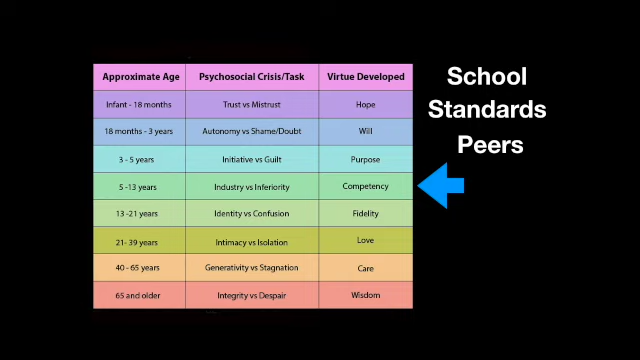 Approximate Age Psychosocial Crisis/Task Virtue Developed
Infant - 18 months Trust vs Mistrust Hope
18 months - 3 years Autonomy vs Shame/Doubt Will
3 - 5 years Initiative vs Guilt Purpose
5 -13 years Industry vs Inferiority Competency
13 -21 years Identity vs Confusion Fidelity
21- 39 years Intimacy vs Isolation Love
40 - 65 years Generativity vs Stagnation Care
65 and older Integrity vs Despair Wisdom
School
Standards
Peers